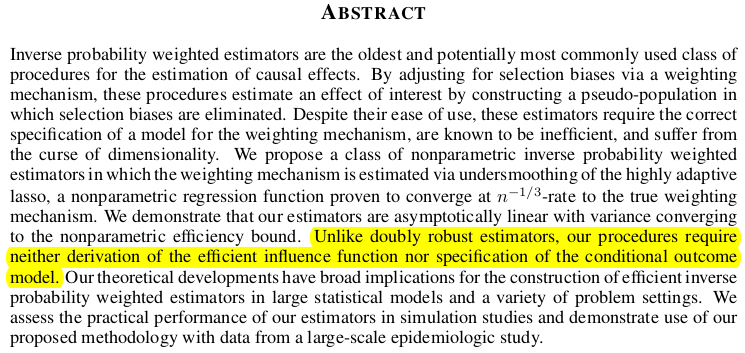 ABSTRACT
Inverse probability weighted estimators are the oldest and potentially most commonly used class of
procedures for the estimation of causal effects. By adjusting for selection biases via a weighting
mechanism, these procedures estimate an effect of interest by constructing a pseudo-population in
which selection biases are eliminated. Despite their ease of use, these estimators require the correct
specification of a model for the weighting mechanism, are known to be inefficient, and suffer from
the curse of dimensionality. We propose a class of nonparametric inverse probability weighted
estimators in which the weighting mechanism is estimated via undersmoothing of the highly adaptive
lasso, a nonparametric regression function proven to converge at n^{-1/3}-rate to the true weighting
mechanism. We demonstrate that our estimators are asymptotically linear with variance converging
to the nonparametric efficiency bound. Unlike doubly robust estimators, our procedures require
neither derivation of the efficient influence function nor specification of the conditional outcome
model. Our theoretical developments have broad implications for the construction of efficient inverse
probability weighted estimators in large statistical models and a variety of problem settings. We
assess the practical performance of our estimators in simulation studies and demonstrate use of our
proposed methodology with data from a large-scale epidemiologic study.